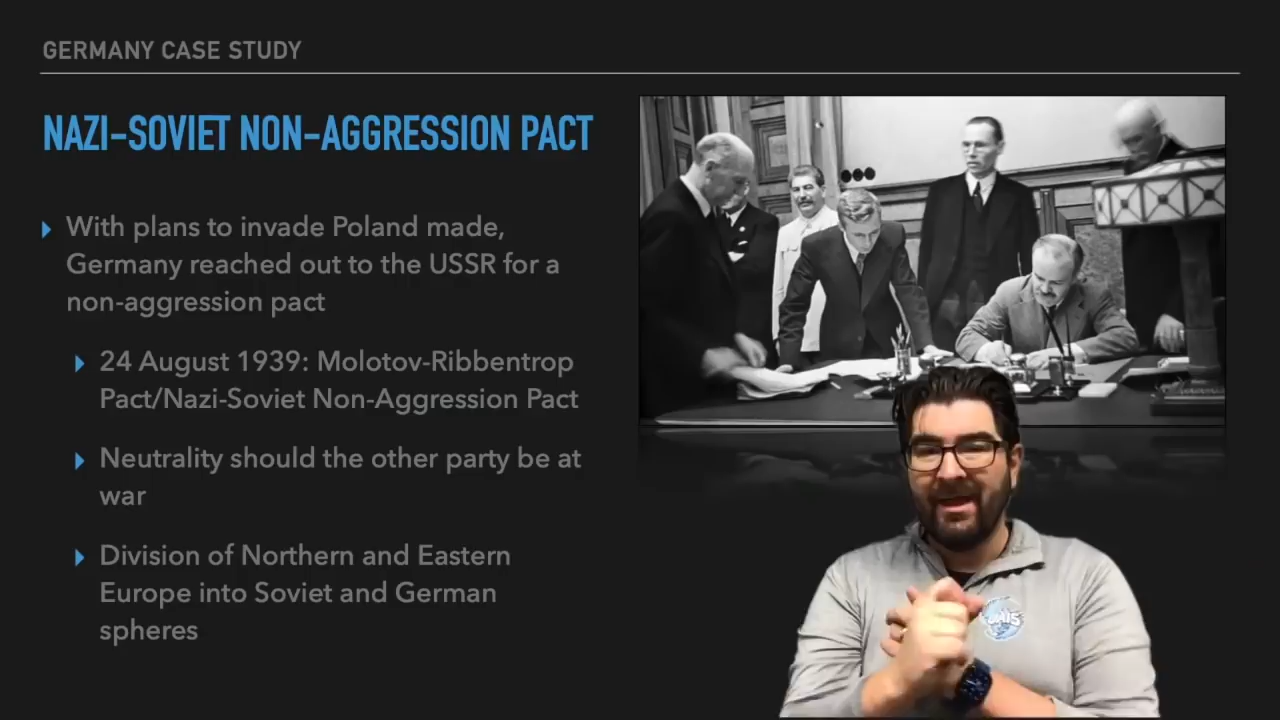 GERMANY CASE STUDY
NAZI-SOVIET NON-AGGRESSION PACT
With plans to invade Poland made,
Germany reached out to the USSR for a
non-aggression pact
24 August 1939: Molotov-Ribbentrop
Pact/Nazi-Soviet Non-Aggression Pact
Neutrality should the other party be at
war
Division of Northern and Eastern
Europe into Soviet and German
spheres